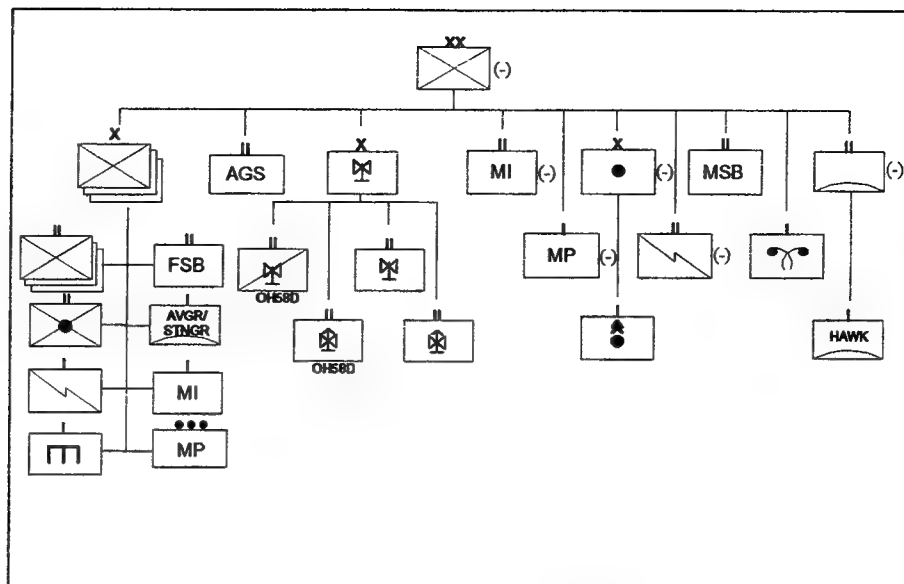 XX
(-)
X
II
AGS
X
II
MI
(-)
X
(-)
II
MSB
II
(-)
II
II
FSB
II
OH58D
II
I
MP
(-)
II
(-)
I
II
I
AVGR/
STNGR
II
OH58D
II
I
A
I
HAWK
I
I
MI
I
MP